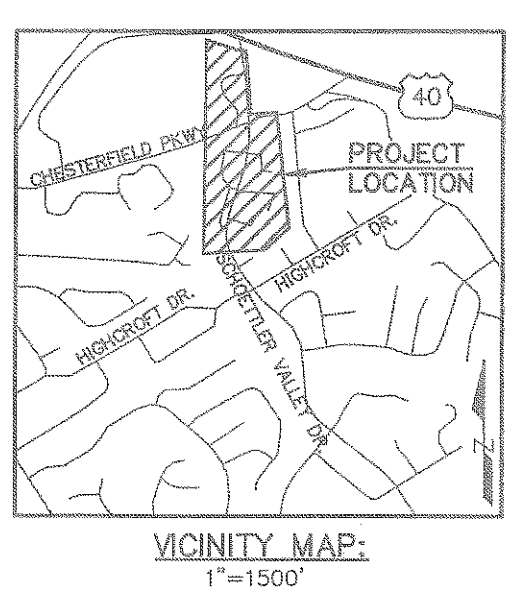 40
CHESTERFIELD PKWY
PROJECT
LOCATION
HIGHCROFT DR.
HIGHCROFT DR.
SCHOETTLER VALLEY DR.
N
VICINITY MAP:
1"=1500'